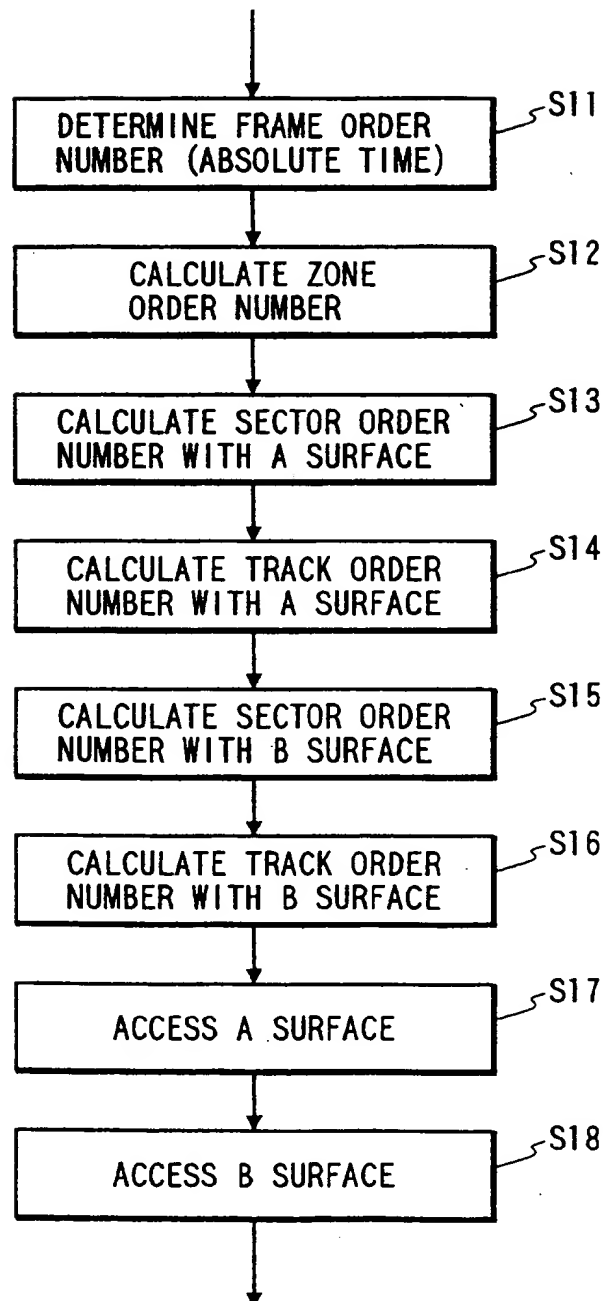 S11
DETERMINE FRAME ORDER
NUMBER (ABSOLUTE TIME)
S12
CALCULATE ZONE
ORDER NUMBER
S13
CALCULATE SECTOR ORDER
NUMBER WITH A SURFACE
S14
CALCULATE TRACK ORDER
NUMBER WITH A SURFACE
S15
CALCULATE SECTOR ORDER
NUMBER WITH B SURFACE
S16
CALCULATE TRACK ORDER
NUMBER WITH B SURFACE
S17
ACCESS A SURFACE
S18
ACCESS B SURFACE